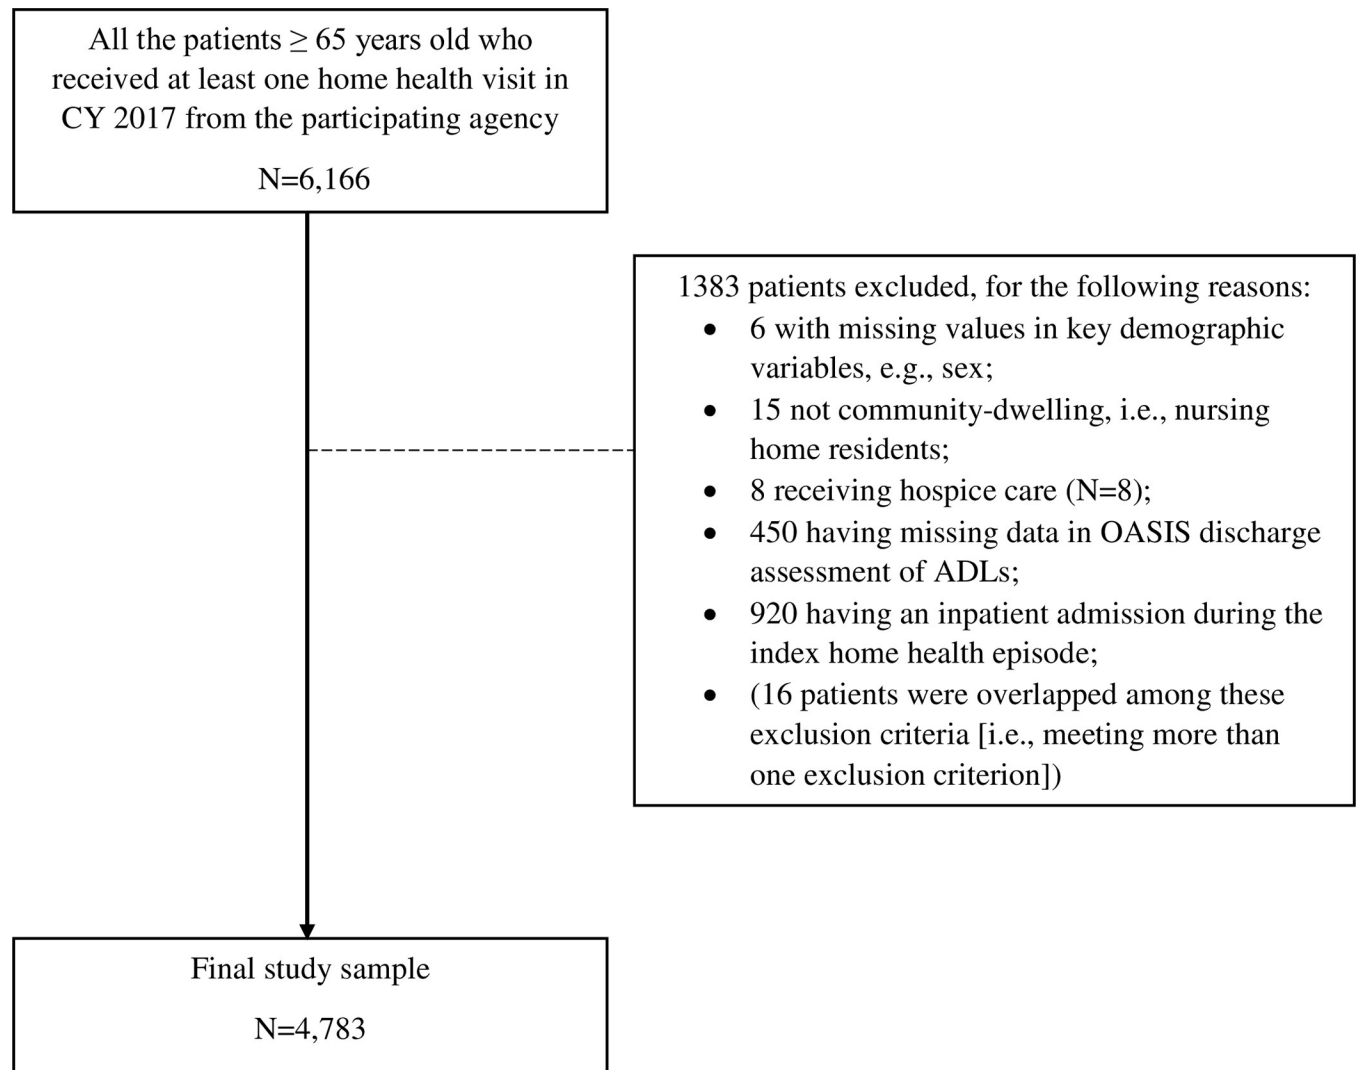 All the patients ≥ 65 years old who
received at least one home health visit in
CY 2017 from the participating agency
N=6,166
1383 patients excluded, for the following reasons:
• 6 with missing values in key demographic
variables, e.g., sex;
• 15 not community-dwelling, i.e., nursing
home residents;
• 8 receiving hospice care (N=8);
• 450 having missing data in OASIS discharge
assessment of ADLs;
• 920 having an inpatient admission during the
index home health episode;
• (16 patients were overlapped among these
exclusion criteria [i.e., meeting more than
one exclusion criterion])
Final study sample
N=4,783